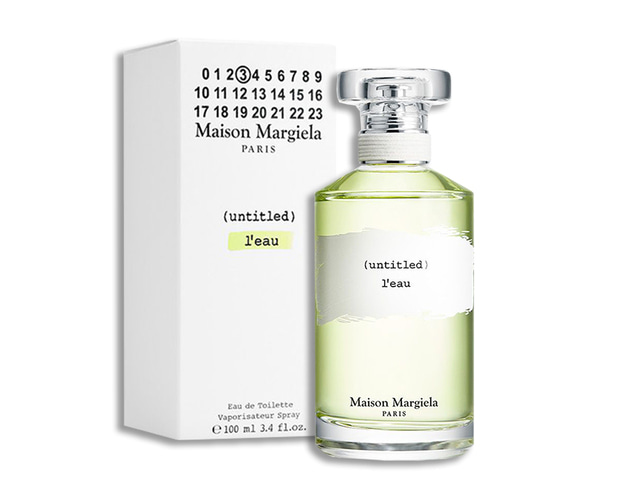 0 1 2 3 4 5 6 7 8 9
10 11 12 13 14 15 16
17 18 19 20 21 22 23
Maison Margiela
PARIS
(untitled)
l'eau
Eau de Toilette
Vaporisateur Spray
℮ 100 ml 3.4 fl.oz.
(untitled)
l'eau
Maison Margiela
PARIS